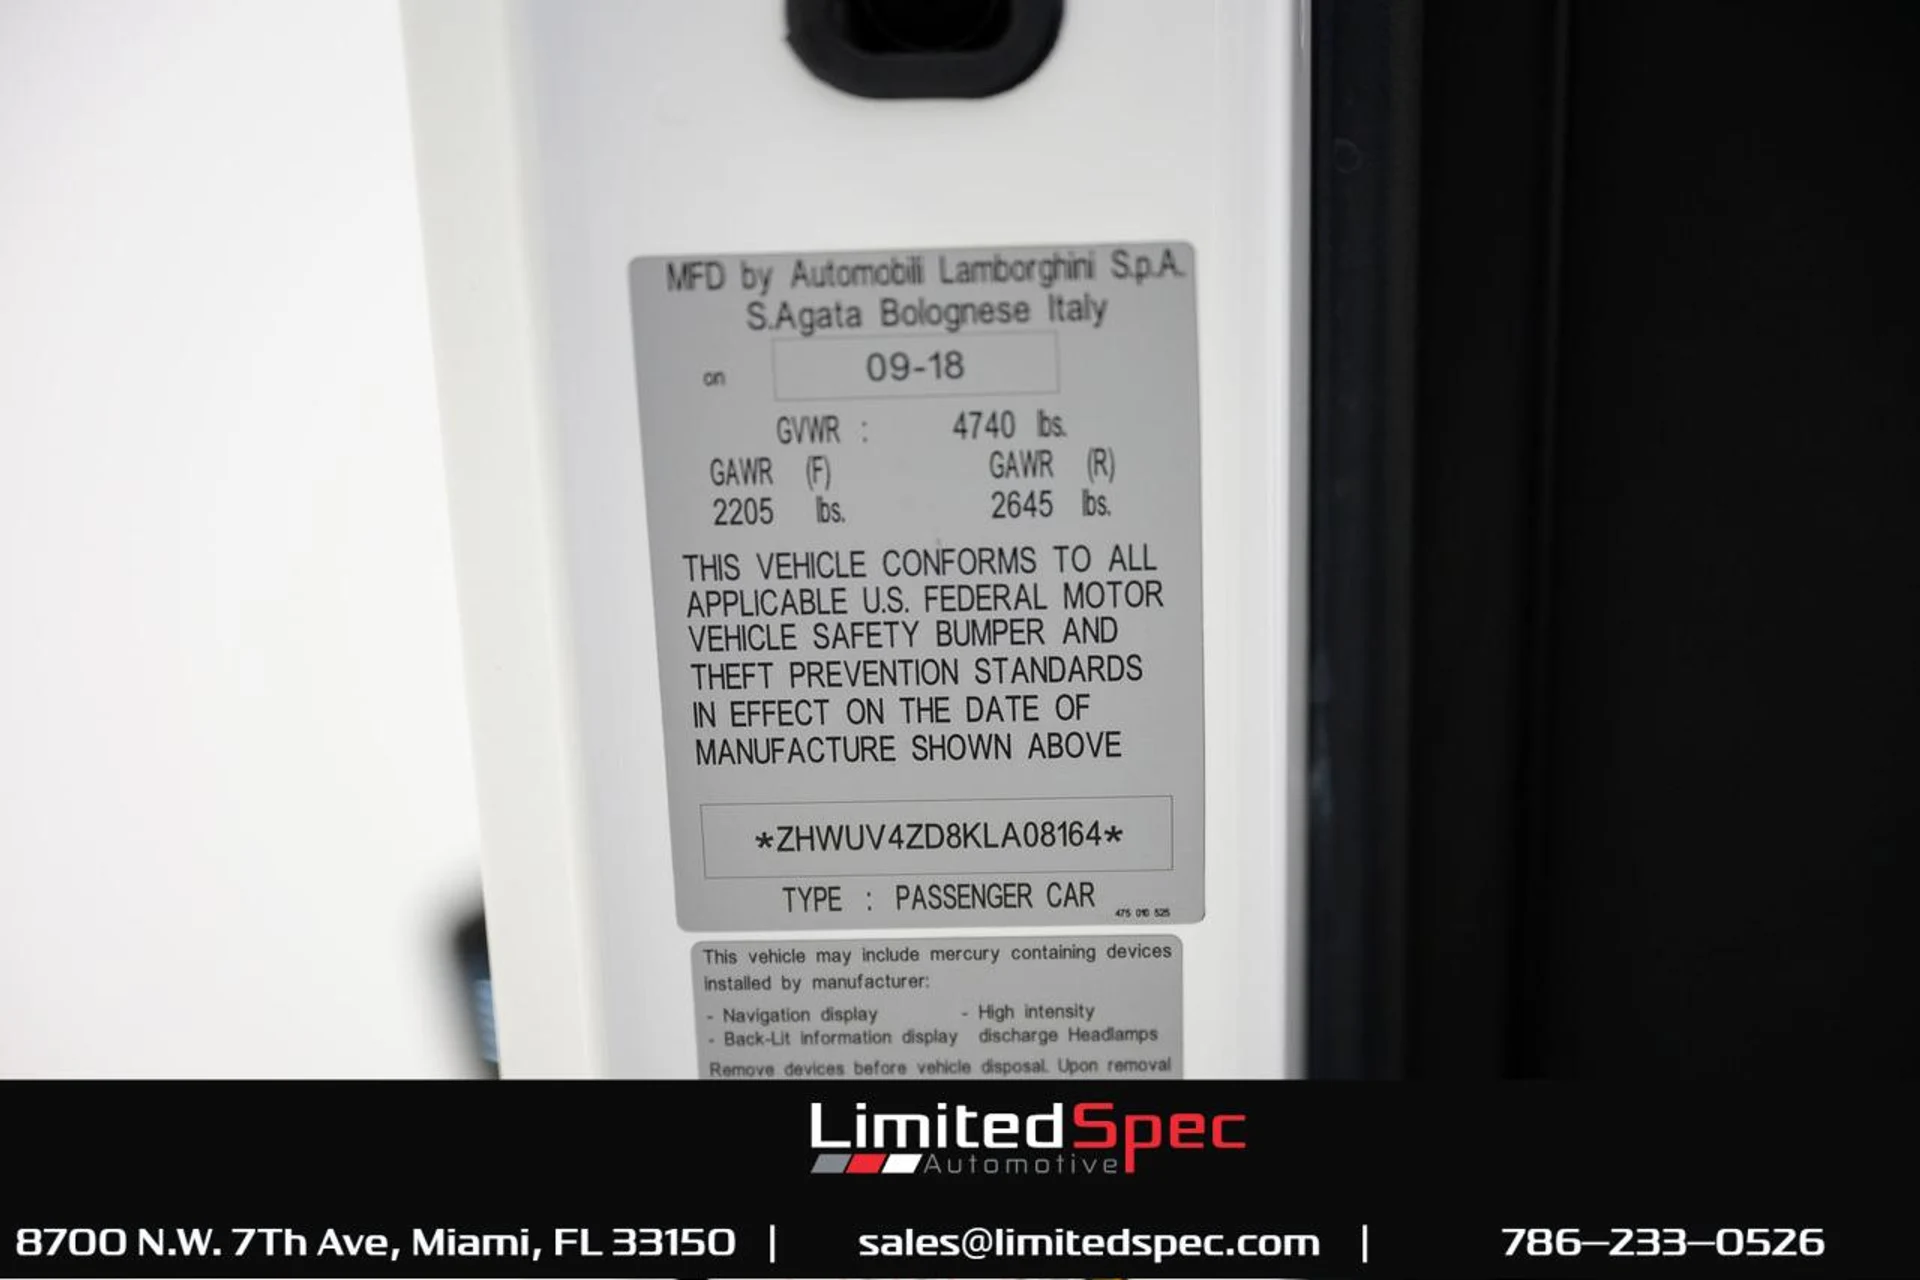 MFD by Automobili Lamborghini S.p.A.
S.Agata Bolognese Italy
on 09-18
GVWR : 4740 lbs.
GAWR (F) GAWR (R)
2205 lbs. 2645 lbs.
THIS VEHICLE CONFORMS TO ALL
APPLICABLE U.S. FEDERAL MOTOR
VEHICLE SAFETY BUMPER AND
THEFT PREVENTION STANDARDS
IN EFFECT ON THE DATE OF
MANUFACTURE SHOWN ABOVE
*ZHWUV4ZD8KLA08164*
TYPE : PASSENGER CAR
475 010 525
This vehicle may include mercury containing devices
installed by manufacturer:
- Navigation display - High intensity
- Back-Lit information display discharge Headlamps
Remove devices before vehicle disposal. Upon removal
LimitedSpec
Automotive
8700 N.W. 7Th Ave, Miami, FL 33150 | sales@limitedspec.com | 786-233-0526